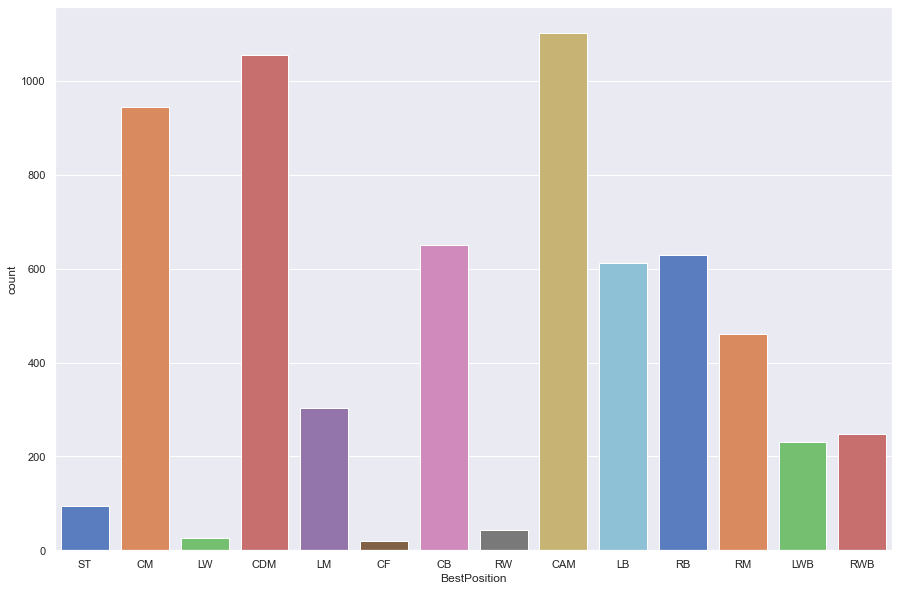 1000
800
600
400
200
0
count
ST CM LW CDM LM CF CB RW CAM LB RB RM LWB RWB
BestPosition